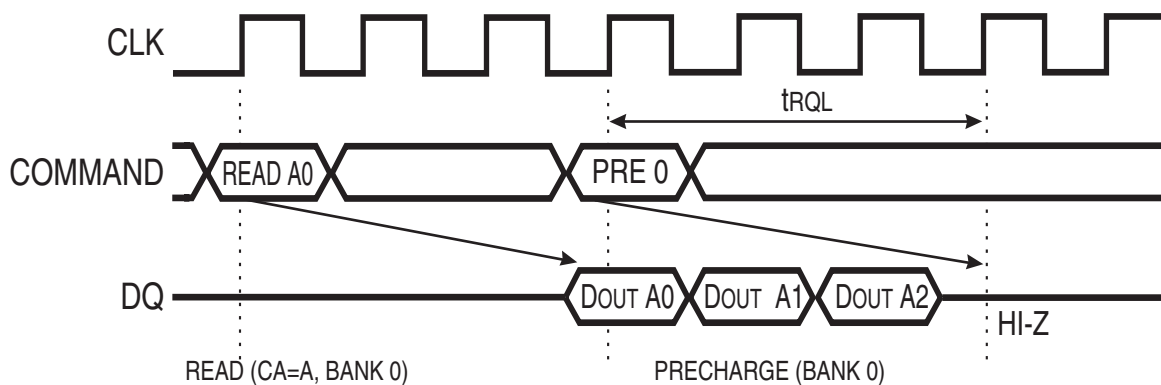 CLK
tRQL
COMMAND
READ A0
PRE 0
DQ
DOUT A0
DOUT A1
DOUT A2
HI-Z
READ (CA=A, BANK 0)
PRECHARGE (BANK 0)